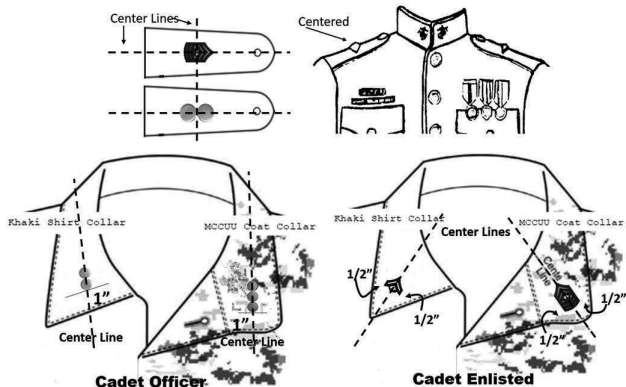 Center Lines
Centered
Khaki Shirt Collar
MCCUU Coat Collar
1”
1”
Center Line
Center Line
Cadet Officer
Khaki Shirt Collar
MCCUU Coat Collar
Center Lines
Center
Line
1/2”
1/2”
1/2”
1/2”
Cadet Enlisted